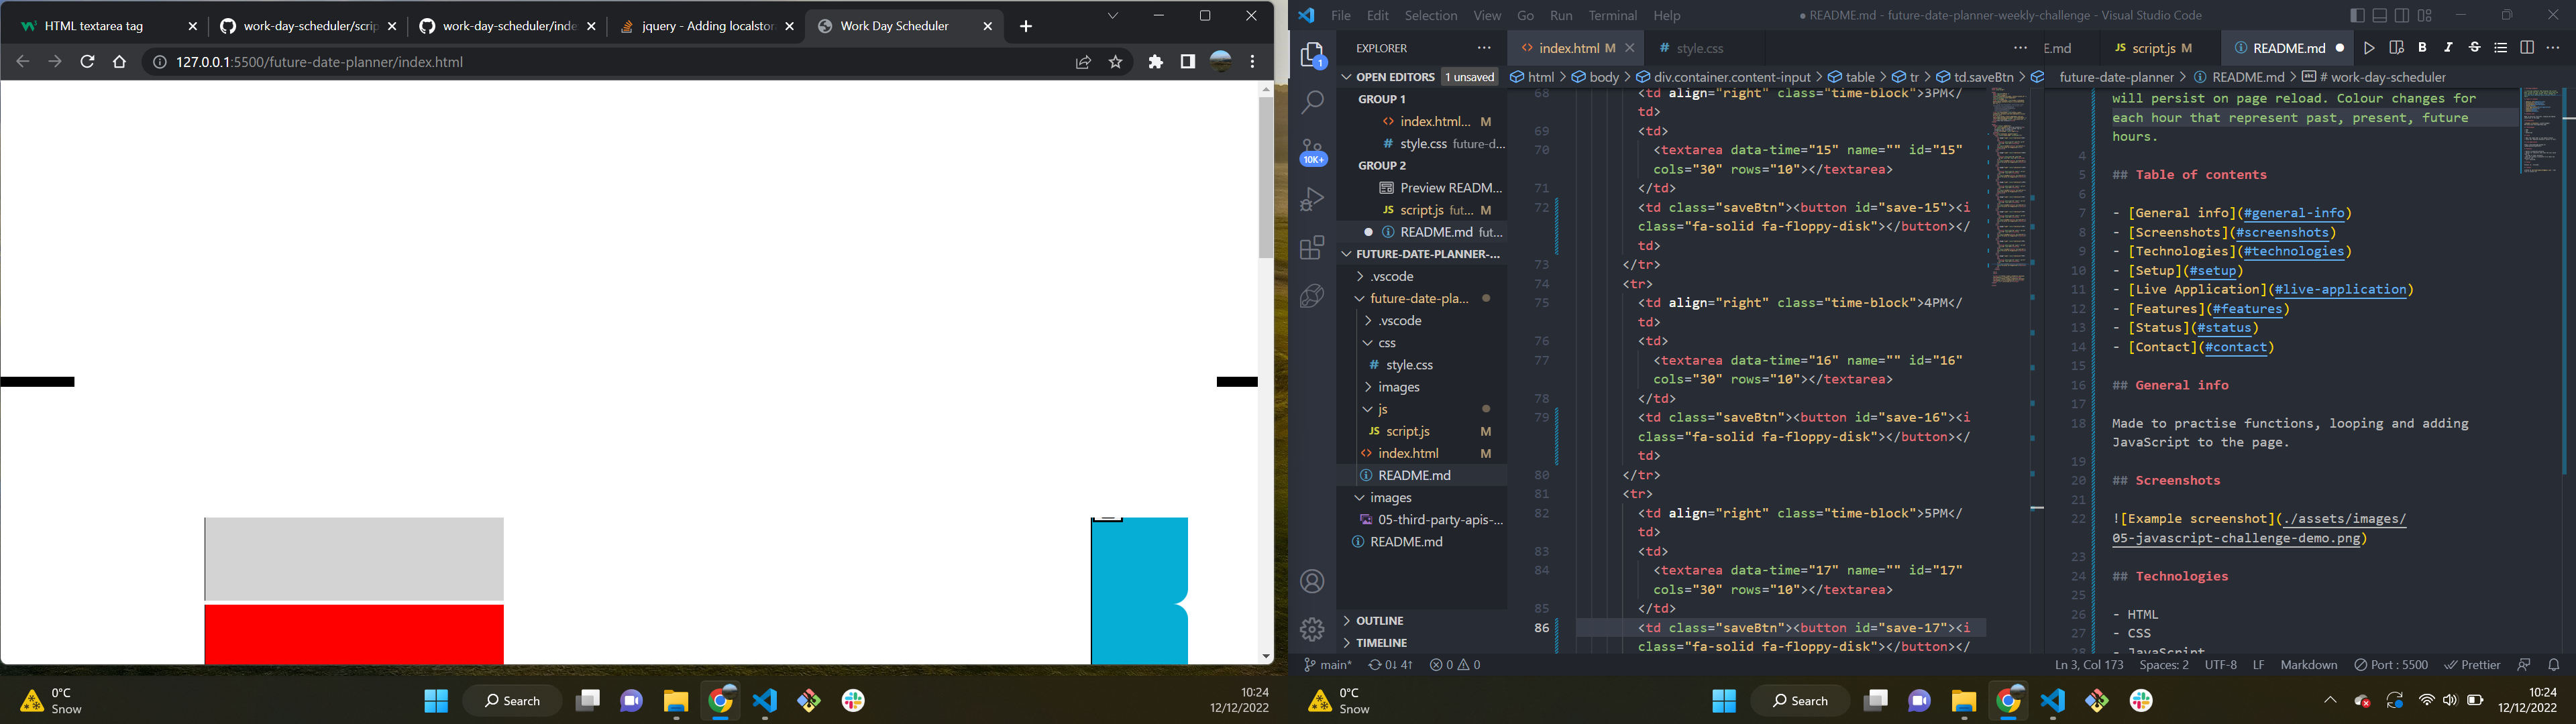 HTML textarea tag
work-day-scheduler/scrip
work-day-scheduler/inde
jquery - Adding localstor
Work Day Scheduler
127.0.0.1:5500/future-date-planner/index.html
0°C
Snow
Search
10:24
12/12/2022
File Edit Selection View Go Run Terminal Help
● README.md - future-date-planner-weekly-challenge - Visual Studio Code
EXPLORER
OPEN EDITORS 1 unsaved
GROUP 1
index.html... M
style.css future-d...
GROUP 2
Preview READM...
script.js fut... M
README.md fut...
FUTURE-DATE-PLANNER-...
.vscode
future-date-pla...
.vscode
css
style.css
images
js
script.js M
index.html M
README.md
images
05-third-party-apis-...
README.md
OUTLINE
TIMELINE
1
10K+
index.html M
style.css
html > body > div.container.content-input > table > tr > td.saveBtn >
68 <td align="right" class="time-block">3PM</
td>
69 <td>
70 <textarea data-time="15" name="" id="15"
cols="30" rows="10"></textarea>
71 </td>
72 <td class="saveBtn"><button id="save-15"><i
class="fa-solid fa-floppy-disk"></button></
td>
73 </tr>
74 <tr>
75 <td align="right" class="time-block">4PM</
td>
76 <td>
77 <textarea data-time="16" name="" id="16"
cols="30" rows="10"></textarea>
78 </td>
79 <td class="saveBtn"><button id="save-16"><i
class="fa-solid fa-floppy-disk"></button></
td>
80 </tr>
81 <tr>
82 <td align="right" class="time-block">5PM</
td>
83 <td>
84 <textarea data-time="17" name="" id="17"
cols="30" rows="10"></textarea>
85 </td>
86 <td class="saveBtn"><button id="save-17"><i
class="fa-solid fa-floppy-disk"></button></
E.md
script.js M
README.md
future-date-planner > README.md > # work-day-scheduler
will persist on page reload. Colour changes for
each hour that represent past, present, future
hours.
4
5 ## Table of contents
6
7 - [General info](#general-info)
8 - [Screenshots](#screenshots)
9 - [Technologies](#technologies)
10 - [Setup](#setup)
11 - [Live Application](#live-application)
12 - [Features](#features)
13 - [Status](#status)
14 - [Contact](#contact)
15
16 ## General info
17
18 Made to practise functions, looping and adding
JavaScript to the page.
19
20 ## Screenshots
21
22 ![Example screenshot](./assets/images/
05-javascript-challenge-demo.png)
23
24 ## Technologies
25
26 - HTML
27 - CSS
28 - JavaScript
main* 0↓ 4↑ 0 0
Ln 3, Col 173 Spaces: 2 UTF-8 LF Markdown Port : 5500 Prettier
0°C
Snow
Search
10:24
12/12/2022